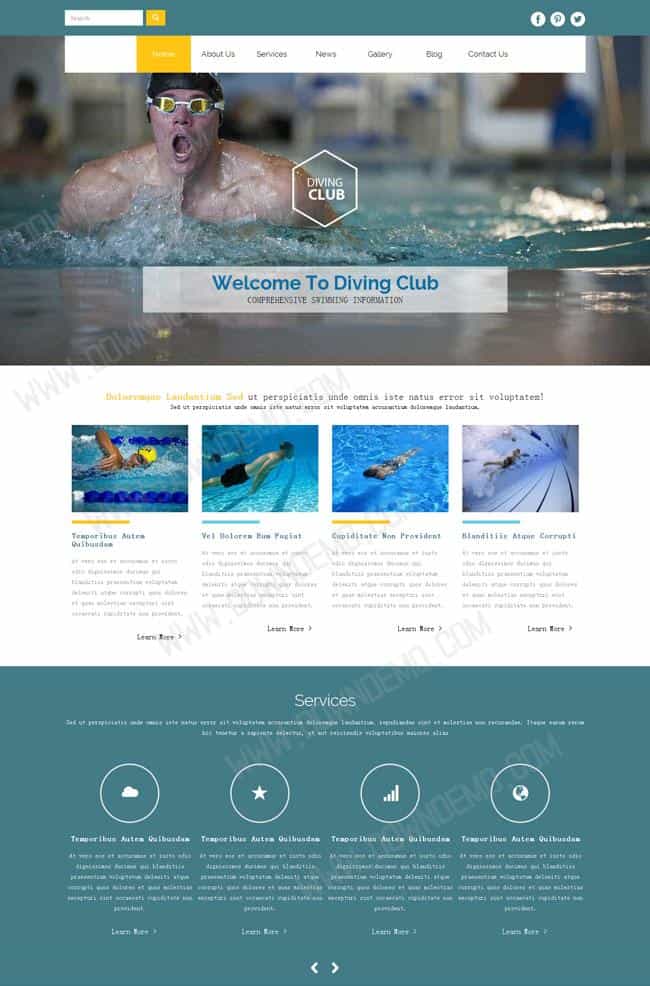 Search
Home About Us Services News Gallery Blog Contact Us
DIVING
CLUB
Welcome To Diving Club
COMPREHENSIVE SWIMMING INFORMATION
Doloremque Laudantium Sed ut perspiciatis unde omnis iste natus error sit voluptatem!
Sed ut perspiciatis unde omnis iste natus error sit voluptatem accusantium doloremque laudantium.
Temporibus Autem
Quibusdam
At vero eos et accusamus et iusto
odio dignissimos ducimus qui
blanditiis praesentium voluptatum
deleniti atque corrupti quos dolores
et quas molestias excepturi sint
occaecati cupiditate non provident.
Learn More >
Vel Dolorem Eum Fugiat
At vero eos et accusamus et iusto
odio dignissimos ducimus qui
blanditiis praesentium voluptatum
deleniti atque corrupti quos dolores
et quas molestias excepturi sint
occaecati cupiditate non provident.
Learn More >
Cupiditate Non Provident
At vero eos et accusamus et iusto
odio dignissimos ducimus qui
blanditiis praesentium voluptatum
deleniti atque corrupti quos dolores
et quas molestias excepturi sint
occaecati cupiditate non provident.
Learn More >
Blanditiis Atque Corrupti
At vero eos et accusamus et iusto
odio dignissimos ducimus qui
blanditiis praesentium voluptatum
deleniti atque corrupti quos dolores
et quas molestias excepturi sint
occaecati cupiditate non provident.
Learn More >
Services
Sed ut perspiciatis unde omnis iste natus error sit voluptatem accusantium doloremque laudantium, repudiandae sint et molestiae non recusandae. Itaque earum rerum
hic tenetur a sapiente delectus, ut aut reiciendis voluptatibus maiores alias
Temporibus Autem Quibusdam
At vero eos et accusamus et iusto odio
dignissimos ducimus qui blanditiis
praesentium voluptatum deleniti atque
corrupti quos dolores et quas molestias
excepturi sint occaecati cupiditate non
provident.
Learn More >
Temporibus Autem Quibusdam
At vero eos et accusamus et iusto odio
dignissimos ducimus qui blanditiis
praesentium voluptatum deleniti atque
corrupti quos dolores et quas molestias
excepturi sint occaecati cupiditate non
provident.
Learn More >
Temporibus Autem Quibusdam
At vero eos et accusamus et iusto odio
dignissimos ducimus qui blanditiis
praesentium voluptatum deleniti atque
corrupti quos dolores et quas molestias
excepturi sint occaecati cupiditate non
provident.
Learn More >
Temporibus Autem Quibusdam
At vero eos et accusamus et iusto odio
dignissimos ducimus qui blanditiis
praesentium voluptatum deleniti atque
corrupti quos dolores et quas molestias
excepturi sint occaecati cupiditate non
provident.
Learn More >
WWW.DOWNDEMO.COM
WWW.DOWNDEMO.COM
WWW.DOWNDEMO.COM